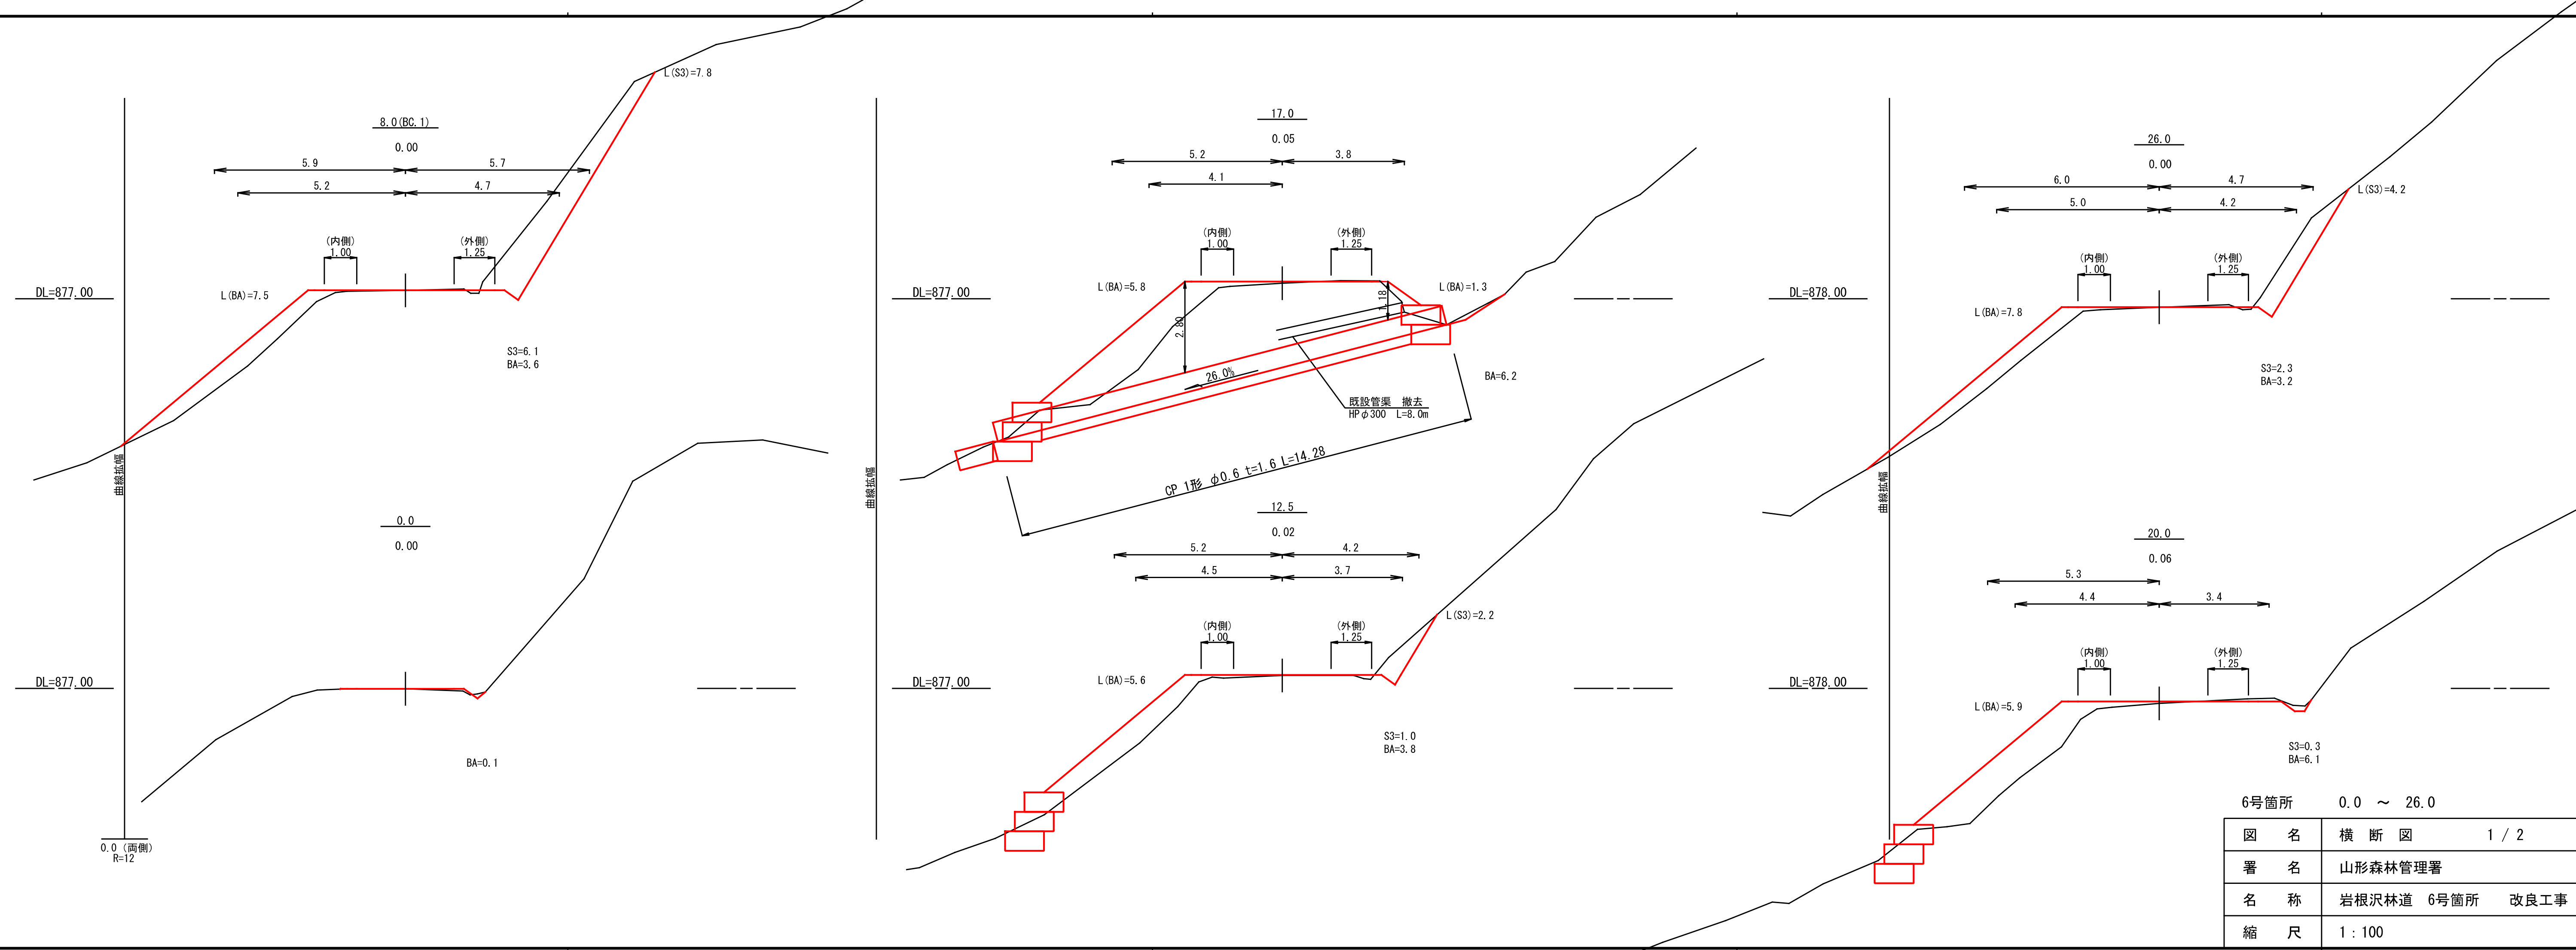 8.0(BC.1)
0.00
5.9 5.7
5.2 4.7
(内側) (外側)
1.00 1.25
L(S3)=7.8
DL=877.00
L(BA)=7.5
S3=6.1
BA=3.6
曲線拡幅
0.0
0.00
DL=877.00
BA=0.1
0.0 (両側)
R=12
17.0
0.05
5.2 3.8
4.1
(内側) (外側)
1.00 1.25
DL=877.00
L(BA)=5.8
L(BA)=1.3
1.18
2.80
26.0%
既設管渠 撤去
HPφ300 L=8.0m
BA=6.2
CP 1形 φ0.6 t=1.6 L=14.28
曲線拡幅
12.5
0.02
5.2 4.2
4.5 3.7
(内側) (外側)
1.00 1.25
L(S3)=2.2
DL=877.00
L(BA)=5.6
S3=1.0
BA=3.8
26.0
0.00
6.0 4.7
5.0 4.2
(内側) (外側)
1.00 1.25
L(S3)=4.2
DL=878.00
L(BA)=7.8
S3=2.3
BA=3.2
曲線拡幅
20.0
0.06
5.3
4.4 3.4
(内側) (外側)
1.00 1.25
DL=878.00
L(BA)=5.9
S3=0.3
BA=6.1
6号箇所 0.0 ～ 26.0
図 名 横 断 図 1 / 2
署 名 山形森林管理署
名 称 岩根沢林道 6号箇所 改良工事
縮 尺 1 : 100